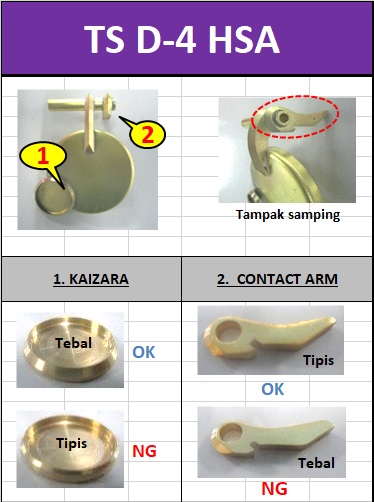 TS D-4 HSA
1
2
Tampak samping
1. KAIZARA
2. CONTACT ARM
Tebal
OK
Tipis
OK
Tipis
NG
Tebal
NG